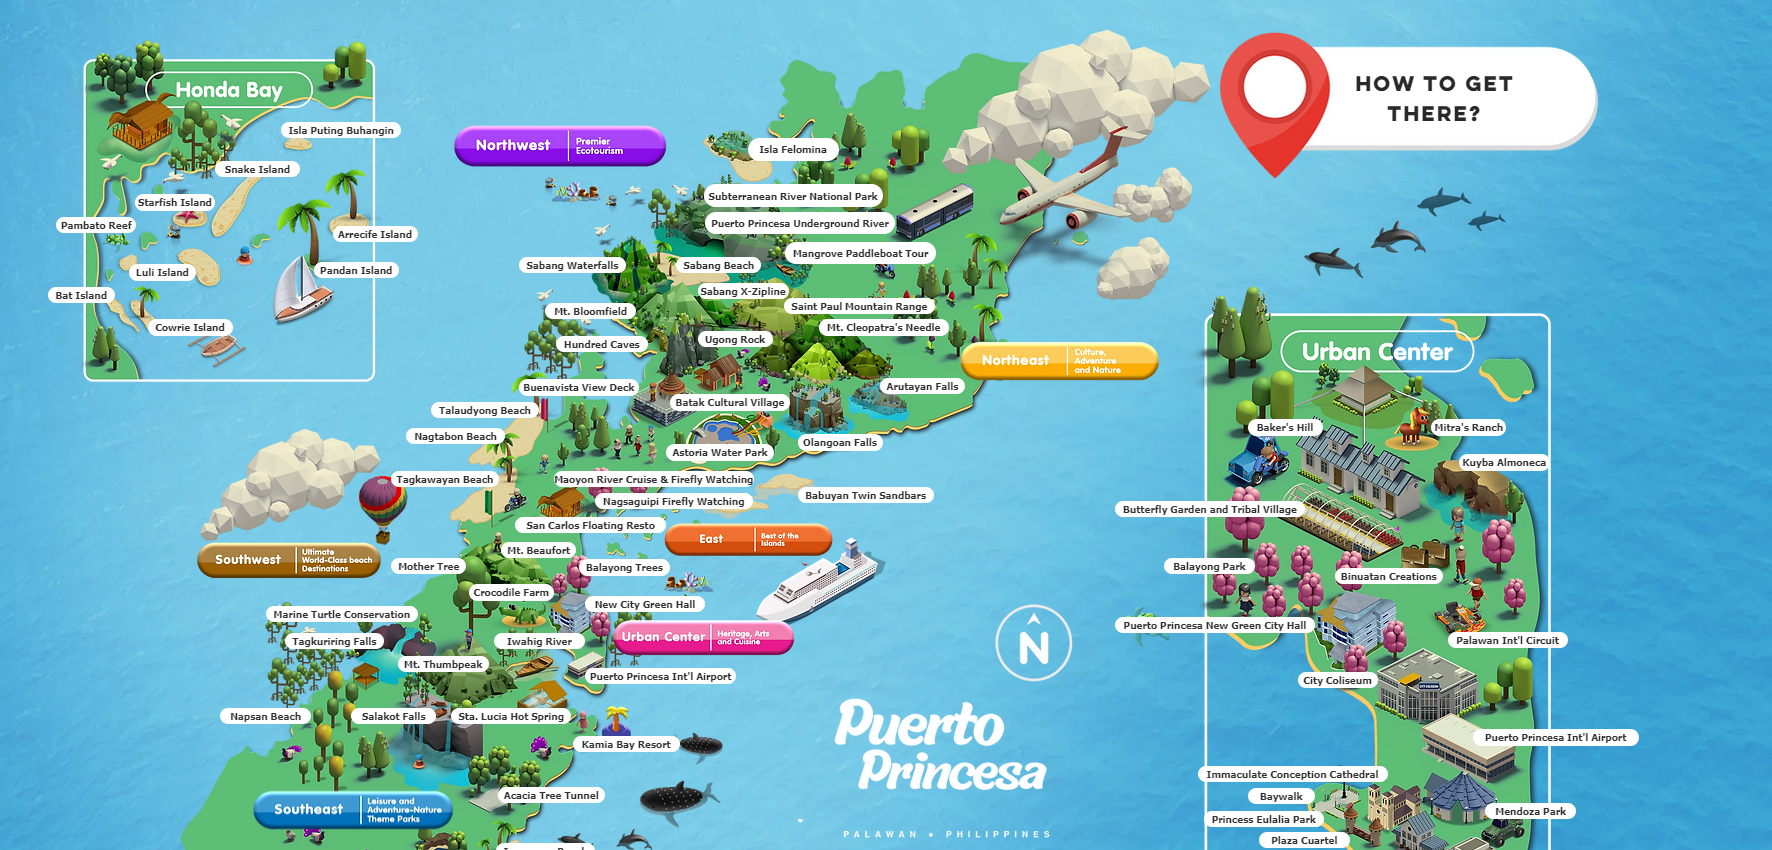 HOW TO GET
THERE?
Honda Bay
Isla Puting Buhangin
Snake Island
Starfish Island
Pambato Reef
Arrecife Island
Luli Island
Pandan Island
Bat Island
Cowrie Island
Northwest
Premier
Ecotourism
Isla Felomina
Subterranean River National Park
Puerto Princesa Underground River
Mangrove Paddleboat Tour
Sabang Waterfalls
Sabang Beach
Sabang X-Zipline
Saint Paul Mountain Range
Mt. Bloomfield
Mt. Cleopatra's Needle
Hundred Caves
Ugong Rock
Northeast
Culture,
Adventure
and Nature
Buenavista View Deck
Arutayan Falls
Batak Cultural Village
Talaudyong Beach
Nagtabon Beach
Olangoan Falls
Astoria Water Park
Tagkawayan Beach
Maoyon River Cruise & Firefly Watching
Babuyan Twin Sandbars
Nagsaguipi Firefly Watching
San Carlos Floating Resto
East
Best of the
Islands
Southwest
Ultimate
World-Class beach
Destinations
Mt. Beaufort
Mother Tree
Balayong Trees
Crocodile Farm
New City Green Hall
Marine Turtle Conservation
Urban Center
Heritage, Arts
and Cuisine
Tagkuriring Falls
Iwahig River
Mt. Thumbpeak
Puerto Princesa Int'l Airport
Napsan Beach
Salakot Falls
Sta. Lucia Hot Spring
Kamia Bay Resort
Acacia Tree Tunnel
Southeast
Leisure and
Adventure-Nature
Theme Parks
N
Puerto
Princesa
PALAWAN • PHILIPPINES
Urban Center
Baker's Hill
Mitra's Ranch
Kuyba Almoneca
Butterfly Garden and Tribal Village
Balayong Park
Binuatan Creations
Puerto Princesa New Green City Hall
Palawan Int'l Circuit
City Coliseum
Puerto Princesa Int'l Airport
Immaculate Conception Cathedral
Baywalk
Mendoza Park
Princess Eulalia Park
Plaza Cuartel